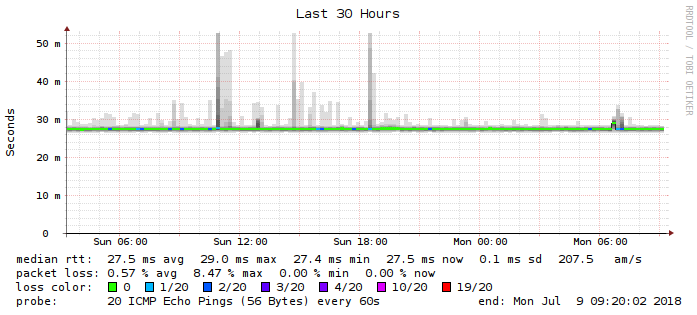 Last 30 Hours
RRDTOOL / TOBI OETIKER
Seconds
50 m
40 m
30 m
20 m
10 m
0
Sun 06:00 Sun 12:00 Sun 18:00 Mon 00:00 Mon 06:00
median rtt: 27.5 ms avg 29.0 ms max 27.4 ms min 27.5 ms now 0.1 ms sd 207.5 am/s
packet loss: 0.57 % avg 8.47 % max 0.00 % min 0.00 % now
loss color: 0 1/20 2/20 3/20 4/20 10/20 19/20
probe: 20 ICMP Echo Pings (56 Bytes) every 60s end: Mon Jul 9 09:20:02 2018